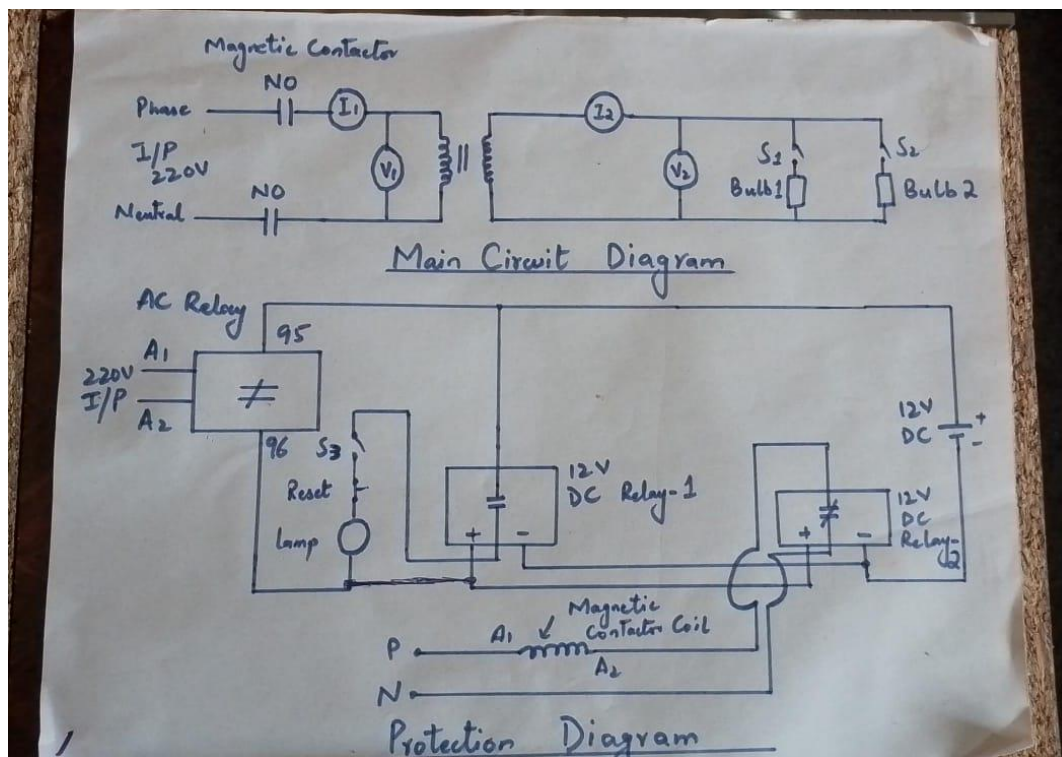 Magnetic Contactor
NO
Phase
I1
I2
I/P
220V
V1
V2
S1
S2
Bulb1
Bulb 2
NO
Neutral
Main Circuit Diagram
AC Relay
95
A1
220V
I/P
A2
96
S3
Reset
Lamp
12V
DC Relay-1
+ -
12V
DC
+
-
12V
DC
Relay-2
+ -
Magnetic
Contactor Coil
A1
P
A2
N
Protection Diagram